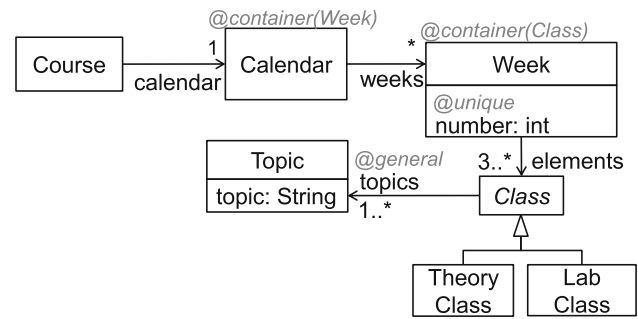 @container(Week)
@container(Class)
Course
1
calendar
Calendar
*
weeks
Week
@unique
number: int
Topic
topic: String
@general
topics
1..*
3..*
elements
Class
Theory
Class
Lab
Class